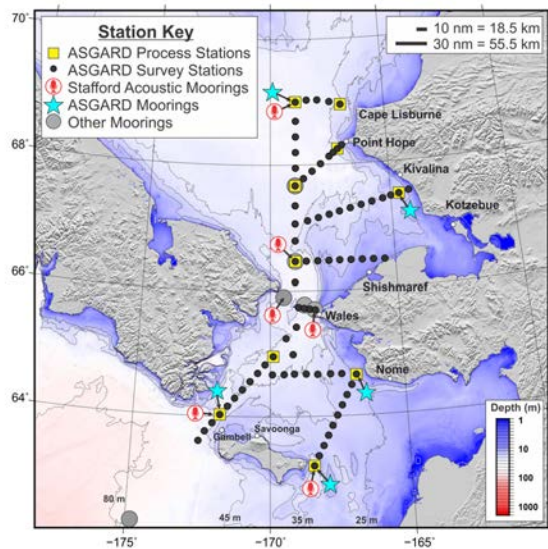 Station Key
ASGARD Process Stations
ASGARD Survey Stations
Stafford Acoustic Moorings
ASGARD Moorings
Other Moorings
10 nm = 18.5 km
30 nm = 55.5 km
70°
68°
66°
64°
Cape Lisburne
Point Hope
Kivalina
Kotzebue
Shishmaref
Wales
Nome
Savoonga
Gambell
80 m
45 m
35 m
25 m
Depth (m)
1
10
100
1000
-175°
-170°
-165°